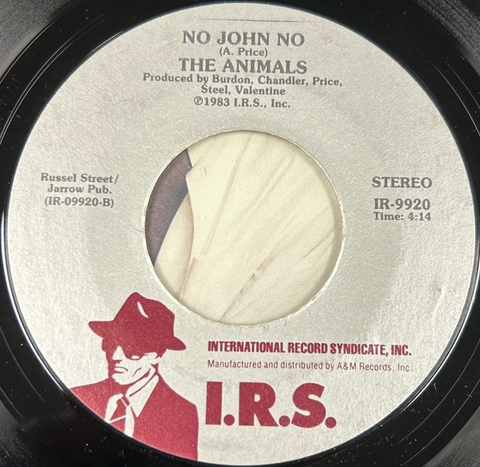 NO JOHN NO
(A. Price)
THE ANIMALS
Produced by Burdon, Chandler, Price,
Steel, Valentine
℗1983 I.R.S., Inc.
Russel Street/
Jarrow Pub.
(IR-09920-B)
STEREO
IR-9920
Time: 4:14
INTERNATIONAL RECORD SYNDICATE, INC.
Manufactured and distributed by A&M Records, Inc
I.R.S.